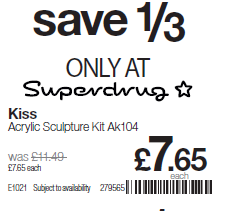 save 1/3
ONLY AT
Superdrug
Kiss
Acrylic Sculpture Kit Ak104
was £11.49
£7.65 each
£7.65
each
E1021 Subject to availability 279565